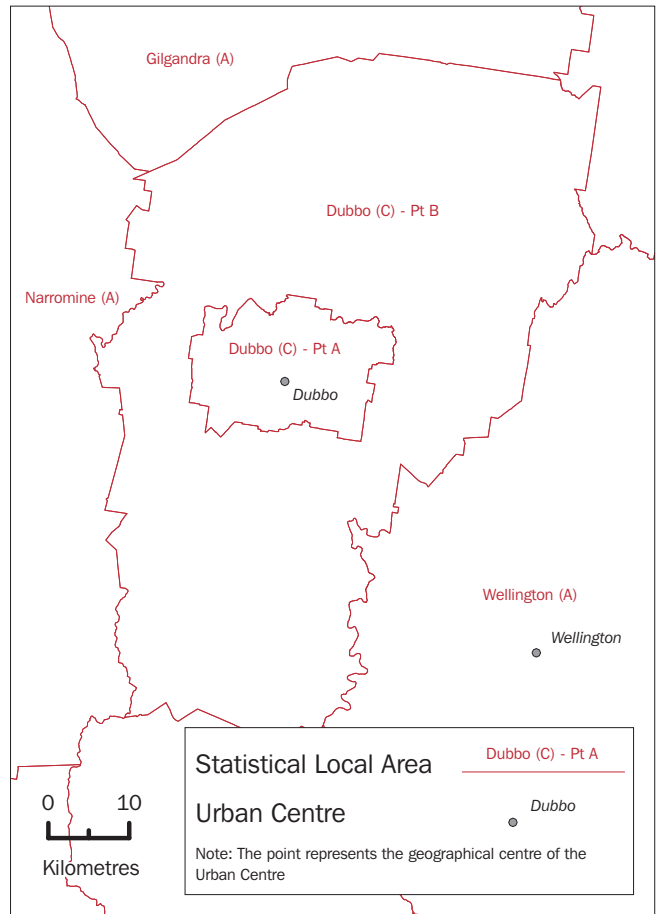 Gilgandra (A)
Dubbo (C) - Pt B
Narromine (A)
Dubbo (C) - Pt A
Dubbo
Wellington (A)
Wellington
Statistical Local Area
Dubbo (C) - Pt A
Urban Centre
Dubbo
Note: The point represents the geographical centre of the
Urban Centre
0 10
Kilometres